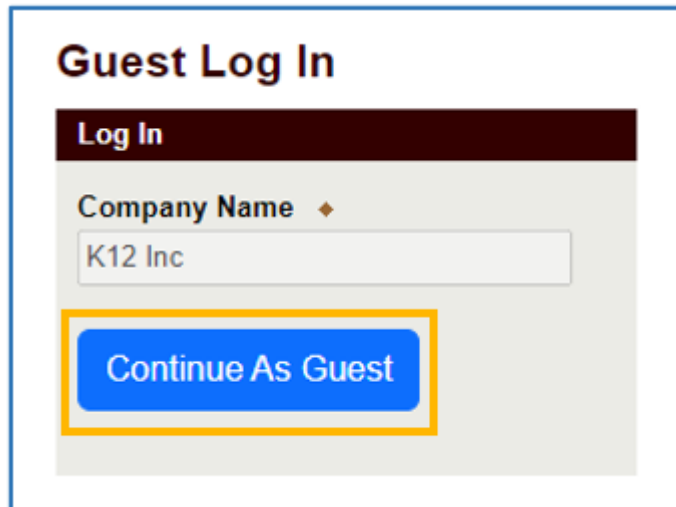 Guest Log In
Log In
Company Name
K12 Inc
Continue As Guest